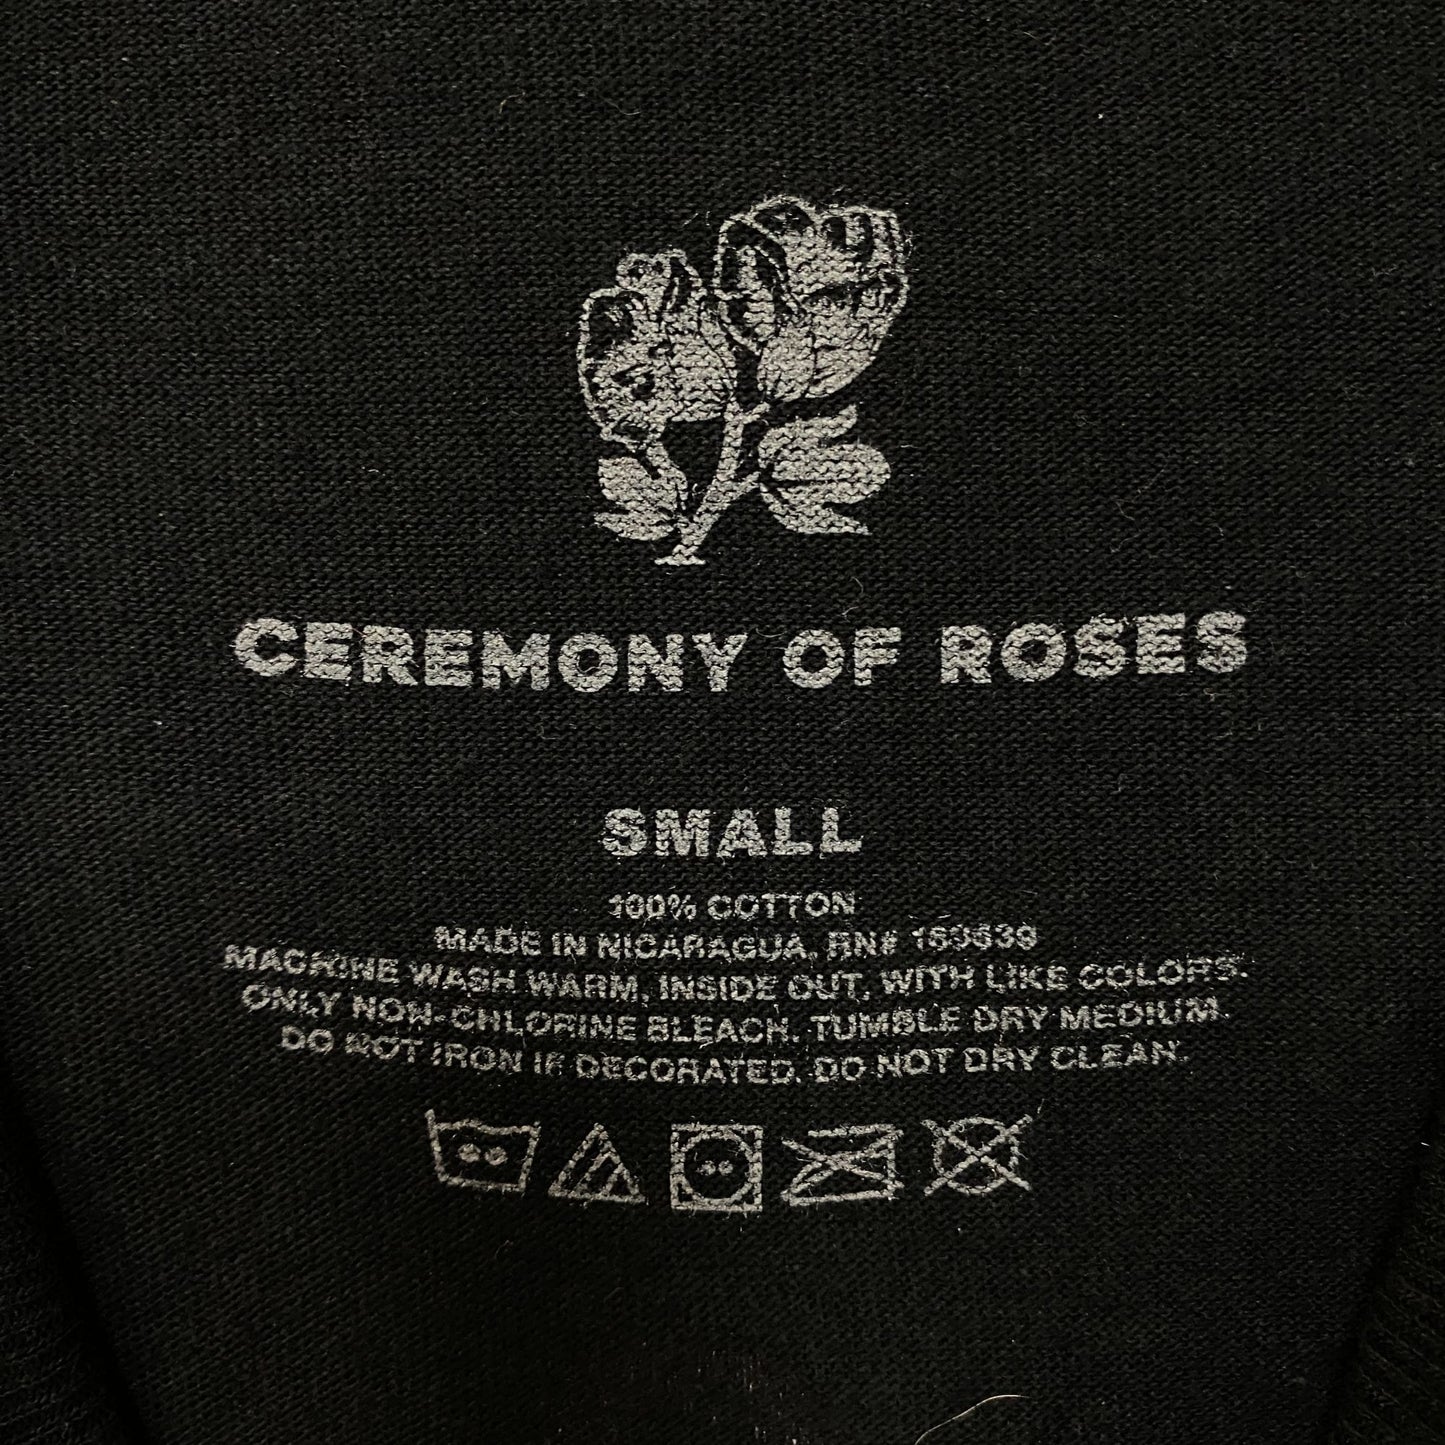 CEREMONY OF ROSES
SMALL
100% COTTON
MADE IN NICARAGUA. RN#
MACHINE WASH WARM, INSIDE OUT, WITH LIKE COLORS.
ONLY NON-CHLORINE BLEACH. TUMBLE DRY MEDIUM.
DO NOT IRON IF DECORATED. DO NOT DRY CLEAN.